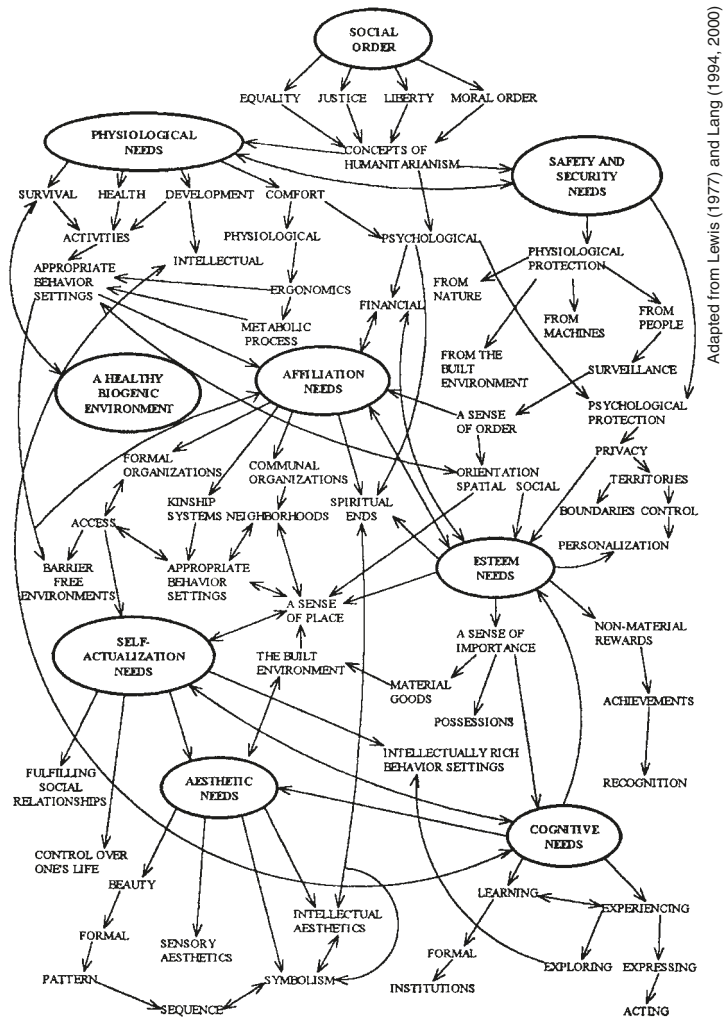 SOCIAL
ORDER
EQUALITY
JUSTICE
LIBERTY
MORAL ORDER
PHYSIOLOGICAL
NEEDS
CONCEPTS OF
HUMANITARIANISM
SAFETY AND
SECURITY
NEEDS
SURVIVAL
HEALTH
DEVELOPMENT
COMFORT
ACTIVITIES
PHYSIOLOGICAL
PSYCHOLOGICAL
INTELLECTUAL
APPROPRIATE
BEHAVIOR
SETTINGS
ERGONOMICS
METABOLIC
PROCESS
FINANCIAL
PHYSIOLOGICAL
PROTECTION
FROM
NATURE
FROM
MACHINES
FROM
PEOPLE
FROM THE
BUILT
ENVIRONMENT
SURVEILLANCE
A HEALTHY
BIOGENIC
ENVIRONMENT
AFFILIATION
NEEDS
A SENSE
OF ORDER
PSYCHOLOGICAL
PROTECTION
PRIVACY
TERRITORIES
BOUNDARIES
CONTROL
PERSONALIZATION
FORMAL
ORGANIZATIONS
COMMUNAL
ORGANIZATIONS
ORIENTATION
SPATIAL
SOCIAL
KINSHIP
SYSTEMS
NEIGHBORHOODS
SPIRITUAL
ENDS
ACCESS
BARRIER
FREE
ENVIRONMENTS
APPROPRIATE
BEHAVIOR
SETTINGS
ESTEEM
NEEDS
A SENSE
OF PLACE
SELF-
ACTUALIZATION
NEEDS
THE BUILT
ENVIRONMENT
A SENSE OF
IMPORTANCE
NON-MATERIAL
REWARDS
MATERIAL
GOODS
POSSESSIONS
ACHIEVEMENTS
RECOGNITION
INTELLECTUALLY RICH
BEHAVIOR SETTINGS
FULFILLING
SOCIAL
RELATIONSHIPS
AESTHETIC
NEEDS
COGNITIVE
NEEDS
CONTROL OVER
ONE'S LIFE
BEAUTY
FORMAL
PATTERN
SENSORY
AESTHETICS
SEQUENCE
SYMBOLISM
INTELLECTUAL
AESTHETICS
LEARNING
EXPERIENCING
FORMAL
INSTITUTIONS
EXPLORING
EXPRESSING
ACTING
Adapted from Lewis (1977) and Lang (1994, 2000)